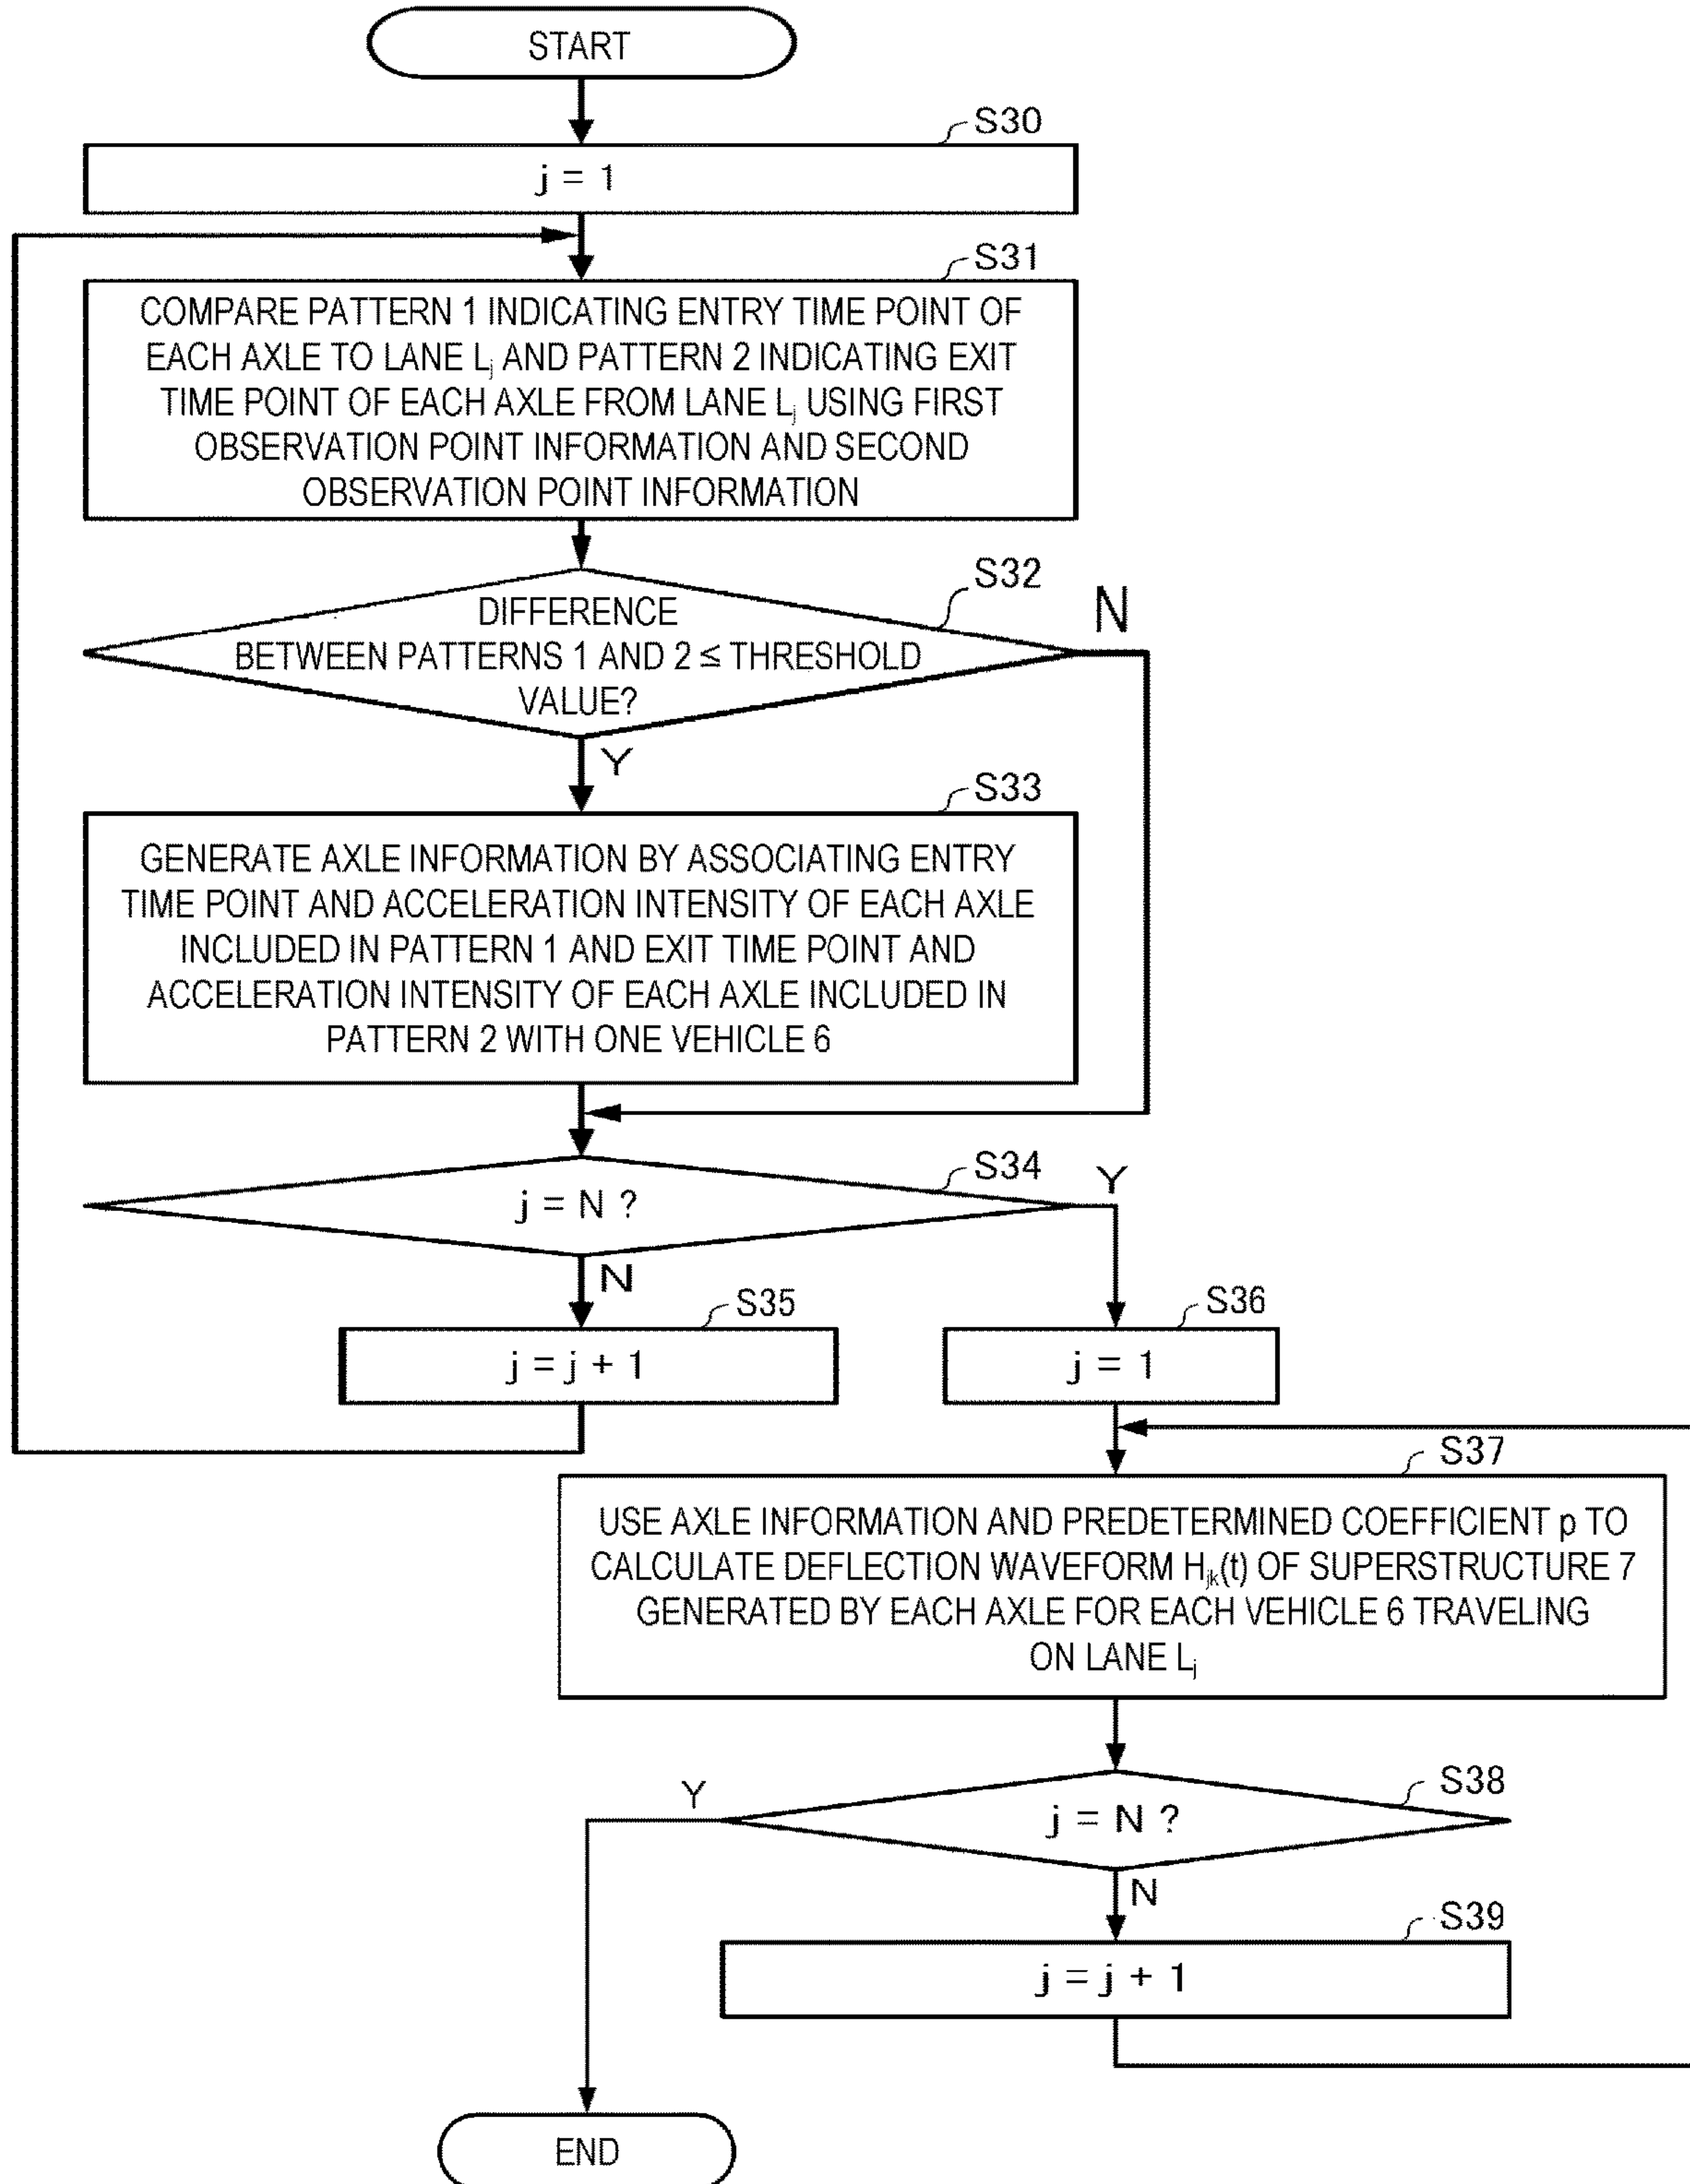 START
S30
j = 1
S31
COMPARE PATTERN 1 INDICATING ENTRY TIME POINT OF
EACH AXLE TO LANE Lj AND PATTERN 2 INDICATING EXIT
TIME POINT OF EACH AXLE FROM LANE Lj USING FIRST
OBSERVATION POINT INFORMATION AND SECOND
OBSERVATION POINT INFORMATION
S32
N
DIFFERENCE
BETWEEN PATTERNS 1 AND 2 ≤ THRESHOLD
VALUE?
Y
S33
GENERATE AXLE INFORMATION BY ASSOCIATING ENTRY
TIME POINT AND ACCELERATION INTENSITY OF EACH AXLE
INCLUDED IN PATTERN 1 AND EXIT TIME POINT AND
ACCELERATION INTENSITY OF EACH AXLE INCLUDED IN
PATTERN 2 WITH ONE VEHICLE 6
S34
Y
j = N ?
N
S35
S36
j = j + 1
j = 1
S37
USE AXLE INFORMATION AND PREDETERMINED COEFFICIENT p TO
CALCULATE DEFLECTION WAVEFORM Hjk(t) OF SUPERSTRUCTURE 7
GENERATED BY EACH AXLE FOR EACH VEHICLE 6 TRAVELING
ON LANE Lj
S38
Y
j = N ?
N
S39
j = j + 1
END